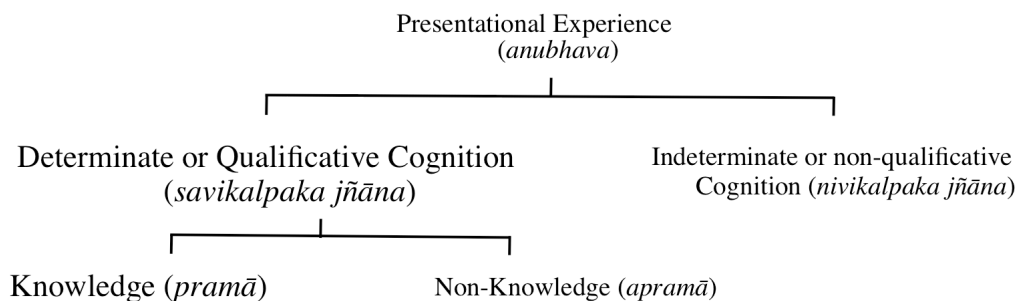 Presentational Experience
(anubhava)
Determinate or Qualificative Cognition
(savikalpaka jñāna)
Indeterminate or non-qualificative
Cognition (nivikalpaka jñāna)
Knowledge (pramā)
Non-Knowledge (apramā)